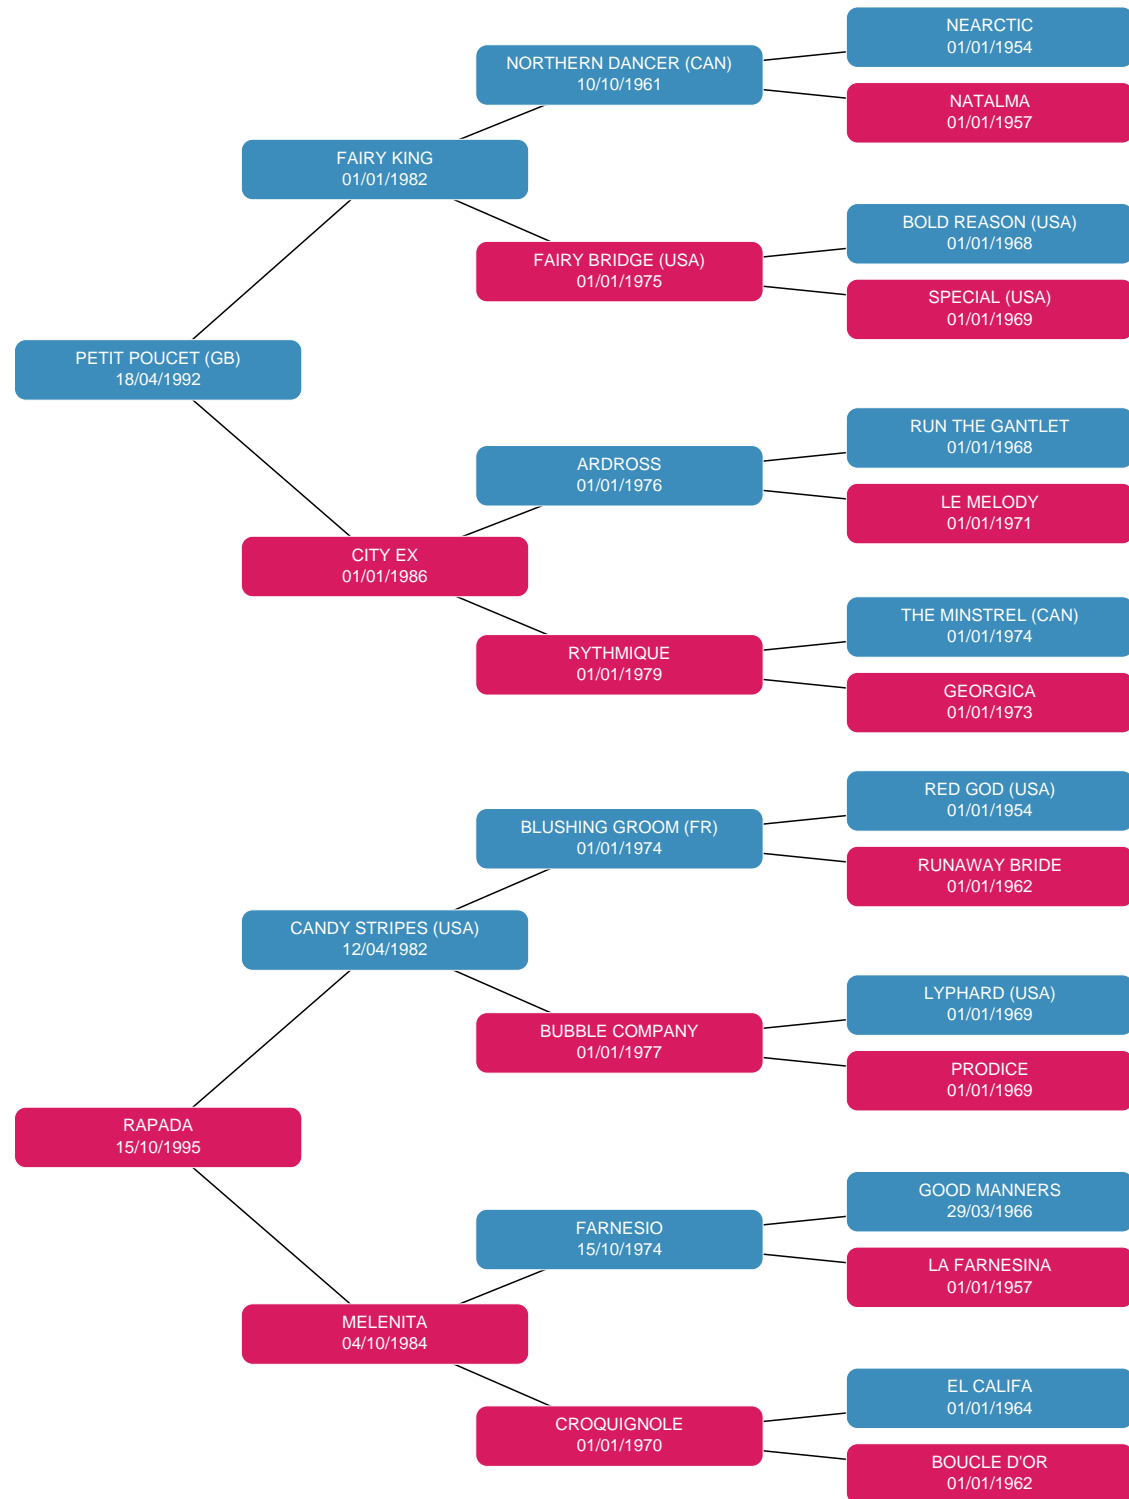 NEARCTIC
01/01/1954
NORTHERN DANCER (CAN)
10/10/1961
NATALMA
01/01/1957
FAIRY KING
01/01/1982
BOLD REASON (USA)
01/01/1968
FAIRY BRIDGE (USA)
01/01/1975
SPECIAL (USA)
01/01/1969
PETIT POUCET (GB)
18/04/1992
RUN THE GANTLET
01/01/1968
ARDROSS
01/01/1976
LE MELODY
01/01/1971
CITY EX
01/01/1986
THE MINSTREL (CAN)
01/01/1974
RYTHMIQUE
01/01/1979
GEORGICA
01/01/1973
RED GOD (USA)
01/01/1954
BLUSHING GROOM (FR)
01/01/1974
RUNAWAY BRIDE
01/01/1962
CANDY STRIPES (USA)
12/04/1982
LYPHARD (USA)
01/01/1969
BUBBLE COMPANY
01/01/1977
PRODICE
01/01/1969
RAPADA
15/10/1995
GOOD MANNERS
29/03/1966
FARNESIO
15/10/1974
LA FARNESINA
01/01/1957
MELENITA
04/10/1984
EL CALIFA
01/01/1964
CROQUIGNOLE
01/01/1970
BOUCLE D'OR
01/01/1962